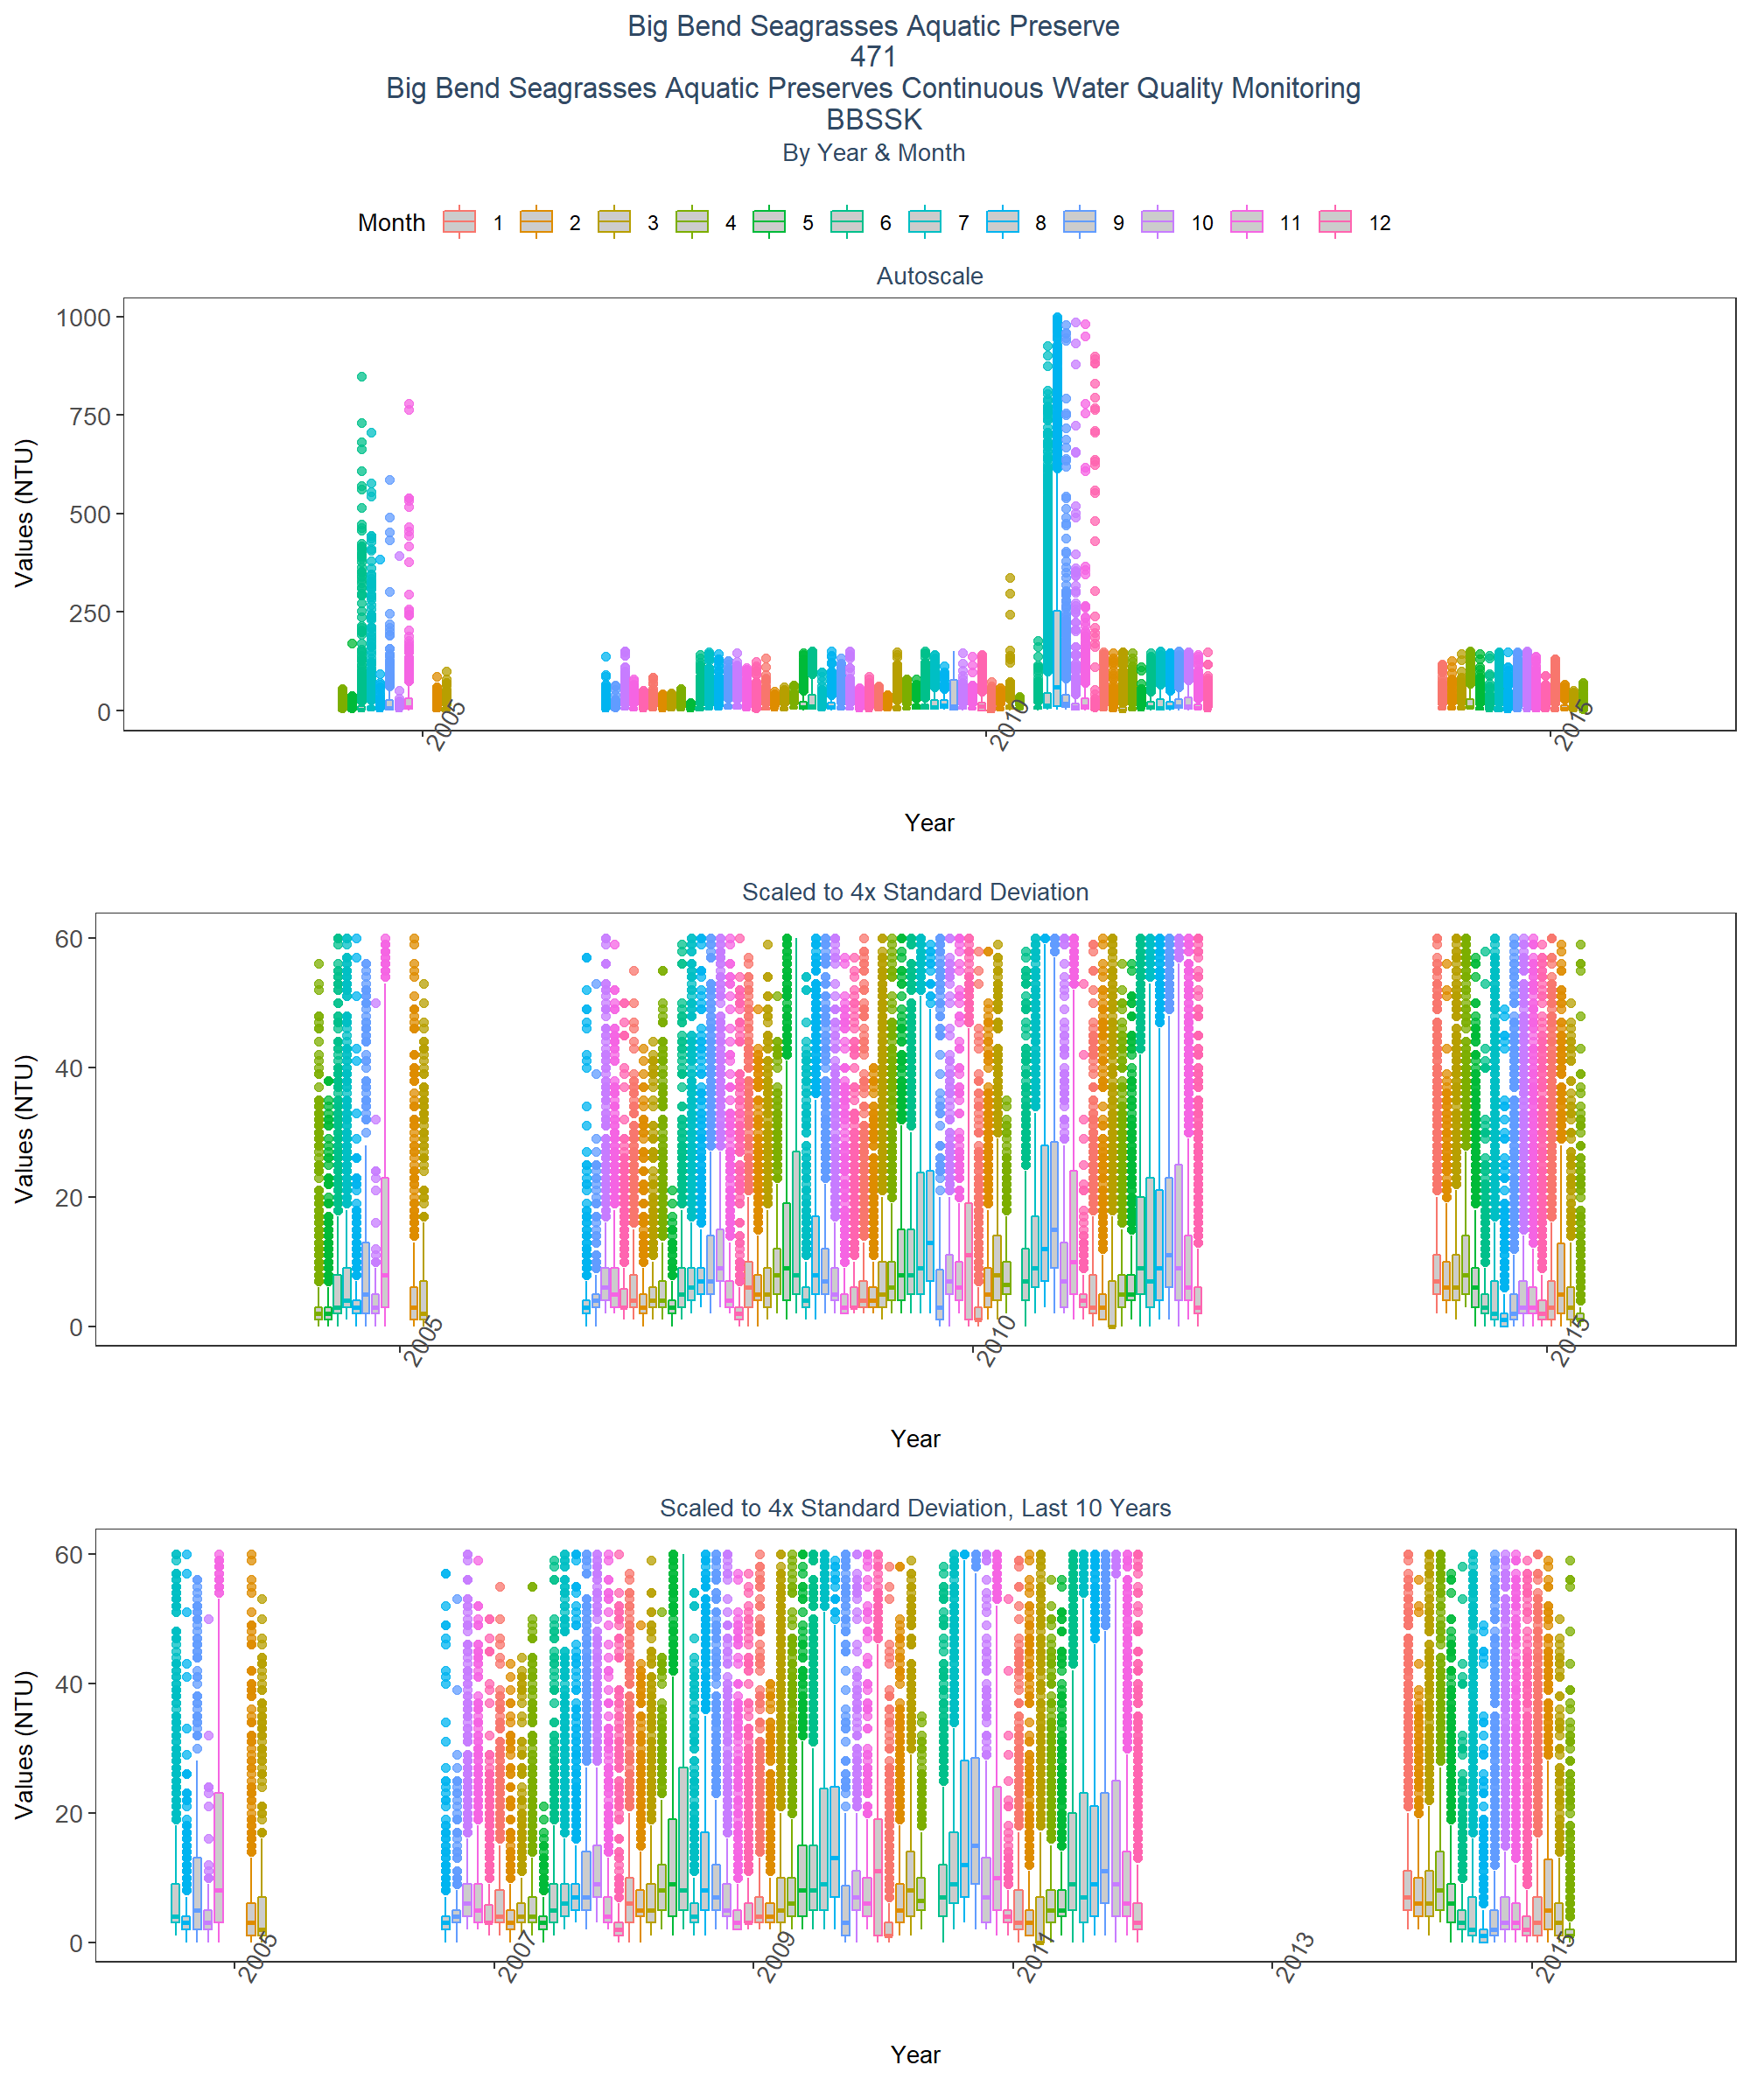 Big Bend Seagrasses Aquatic Preserve
471
Big Bend Seagrasses Aquatic Preserves Continuous Water Quality Monitoring
BBSSK
By Year & Month
Month 1 2 3 4 5 6 7 8 9 10 11 12
Autoscale
1000
750
500
250
0
Values (NTU)
2005 2010 2015
Year
Scaled to 4x Standard Deviation
60
40
20
0
Values (NTU)
2005 2010 2015
Year
Scaled to 4x Standard Deviation, Last 10 Years
60
40
20
0
Values (NTU)
2005 2007 2009 2011 2013 2015
Year